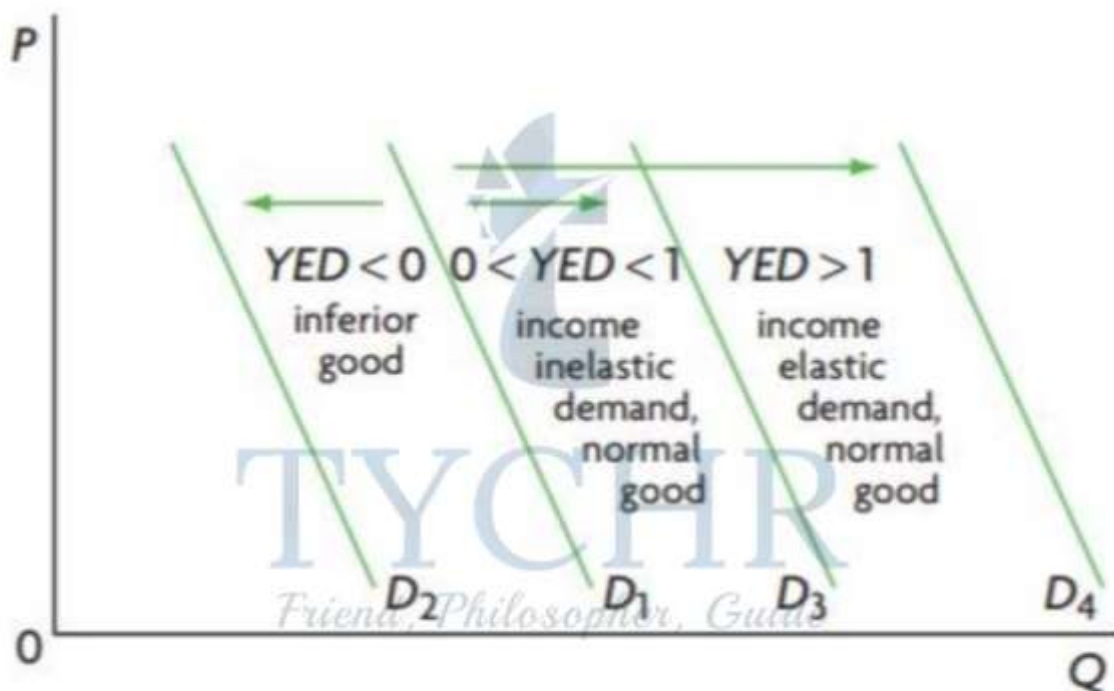 P
YED < 0 0 < YED < 1 YED > 1
inferior
good
income
inelastic
demand,
normal
good
income
elastic
demand,
normal
good
TYCHR
Friend, Philosopher, Guide
D2 D1 D3 D4
0
Q